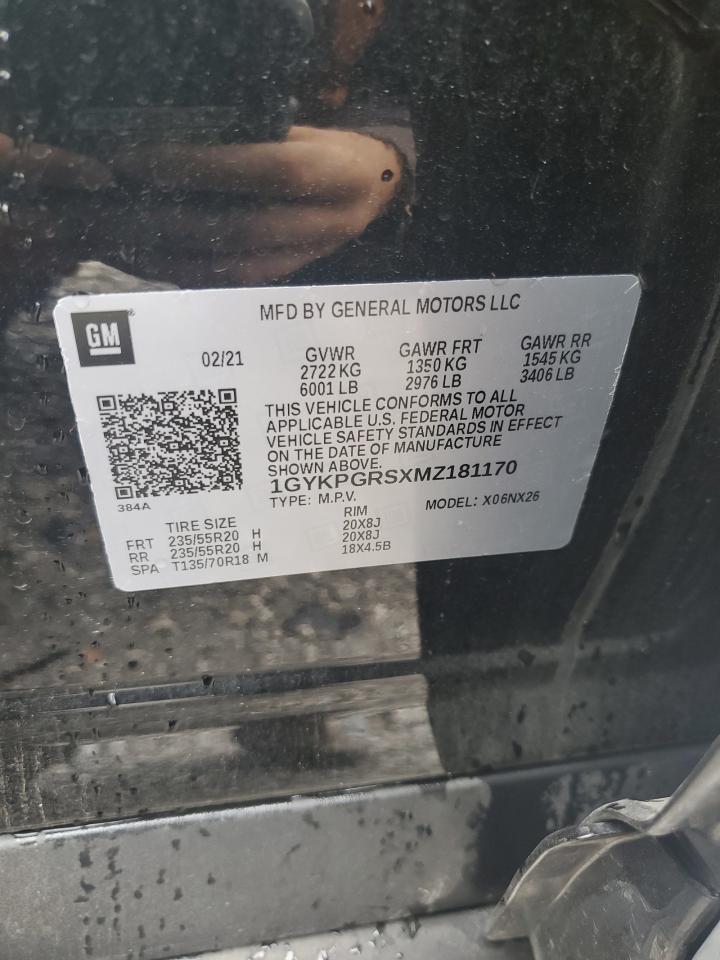 MFD BY GENERAL MOTORS LLC
GM
02/21
GVWR GAWR FRT GAWR RR
2722 KG 1350 KG 1545 KG
6001 LB 2976 LB 3406 LB
THIS VEHICLE CONFORMS TO ALL
APPLICABLE U.S. FEDERAL MOTOR
VEHICLE SAFETY STANDARDS IN EFFECT
ON THE DATE OF MANUFACTURE
SHOWN ABOVE.
1GYKPGRSXMZ181170
384A
TYPE: M.P.V. MODEL: X06NX26
TIRE SIZE RIM
FRT 235/55R20 H 20X8J
RR 235/55R20 H 20X8J
SPA T135/70R18 M 18X4.5B